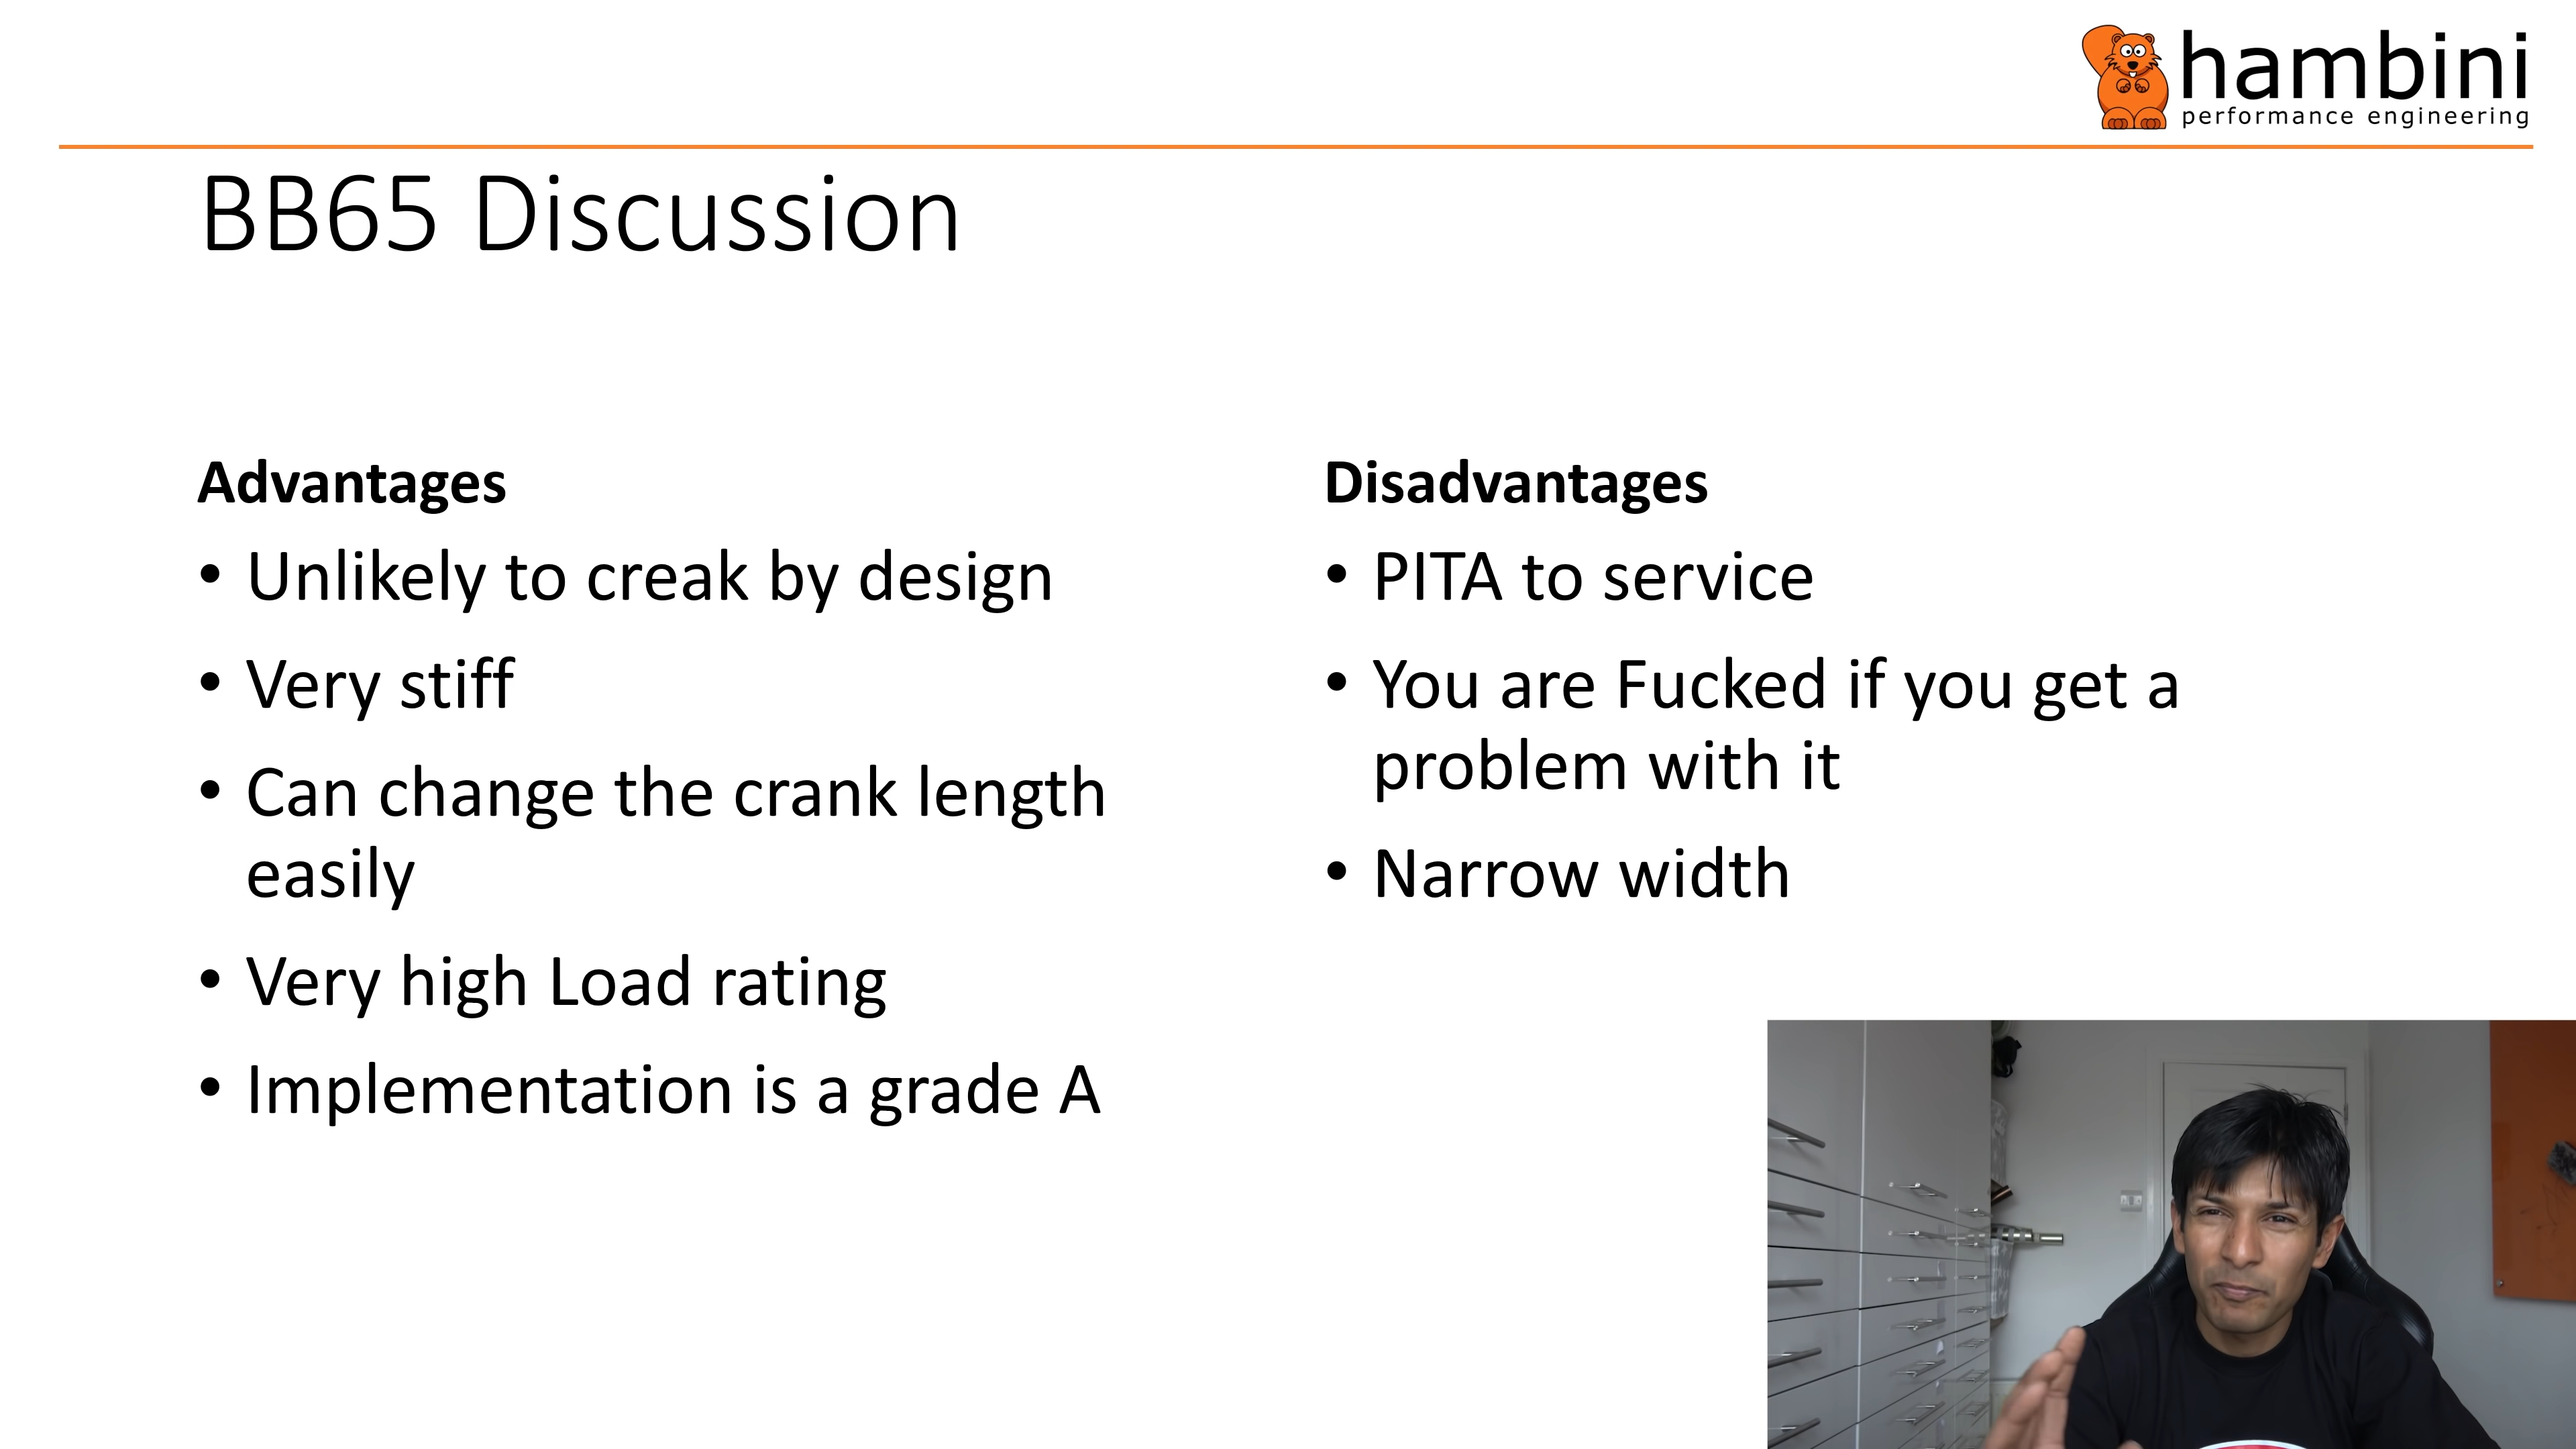 hambini
performance engineering
BB65 Discussion
Advantages
• Unlikely to creak by design
• Very stiff
• Can change the crank length
easily
• Very high Load rating
• Implementation is a grade A
Disadvantages
• PITA to service
• You are Fucked if you get a
problem with it
• Narrow width